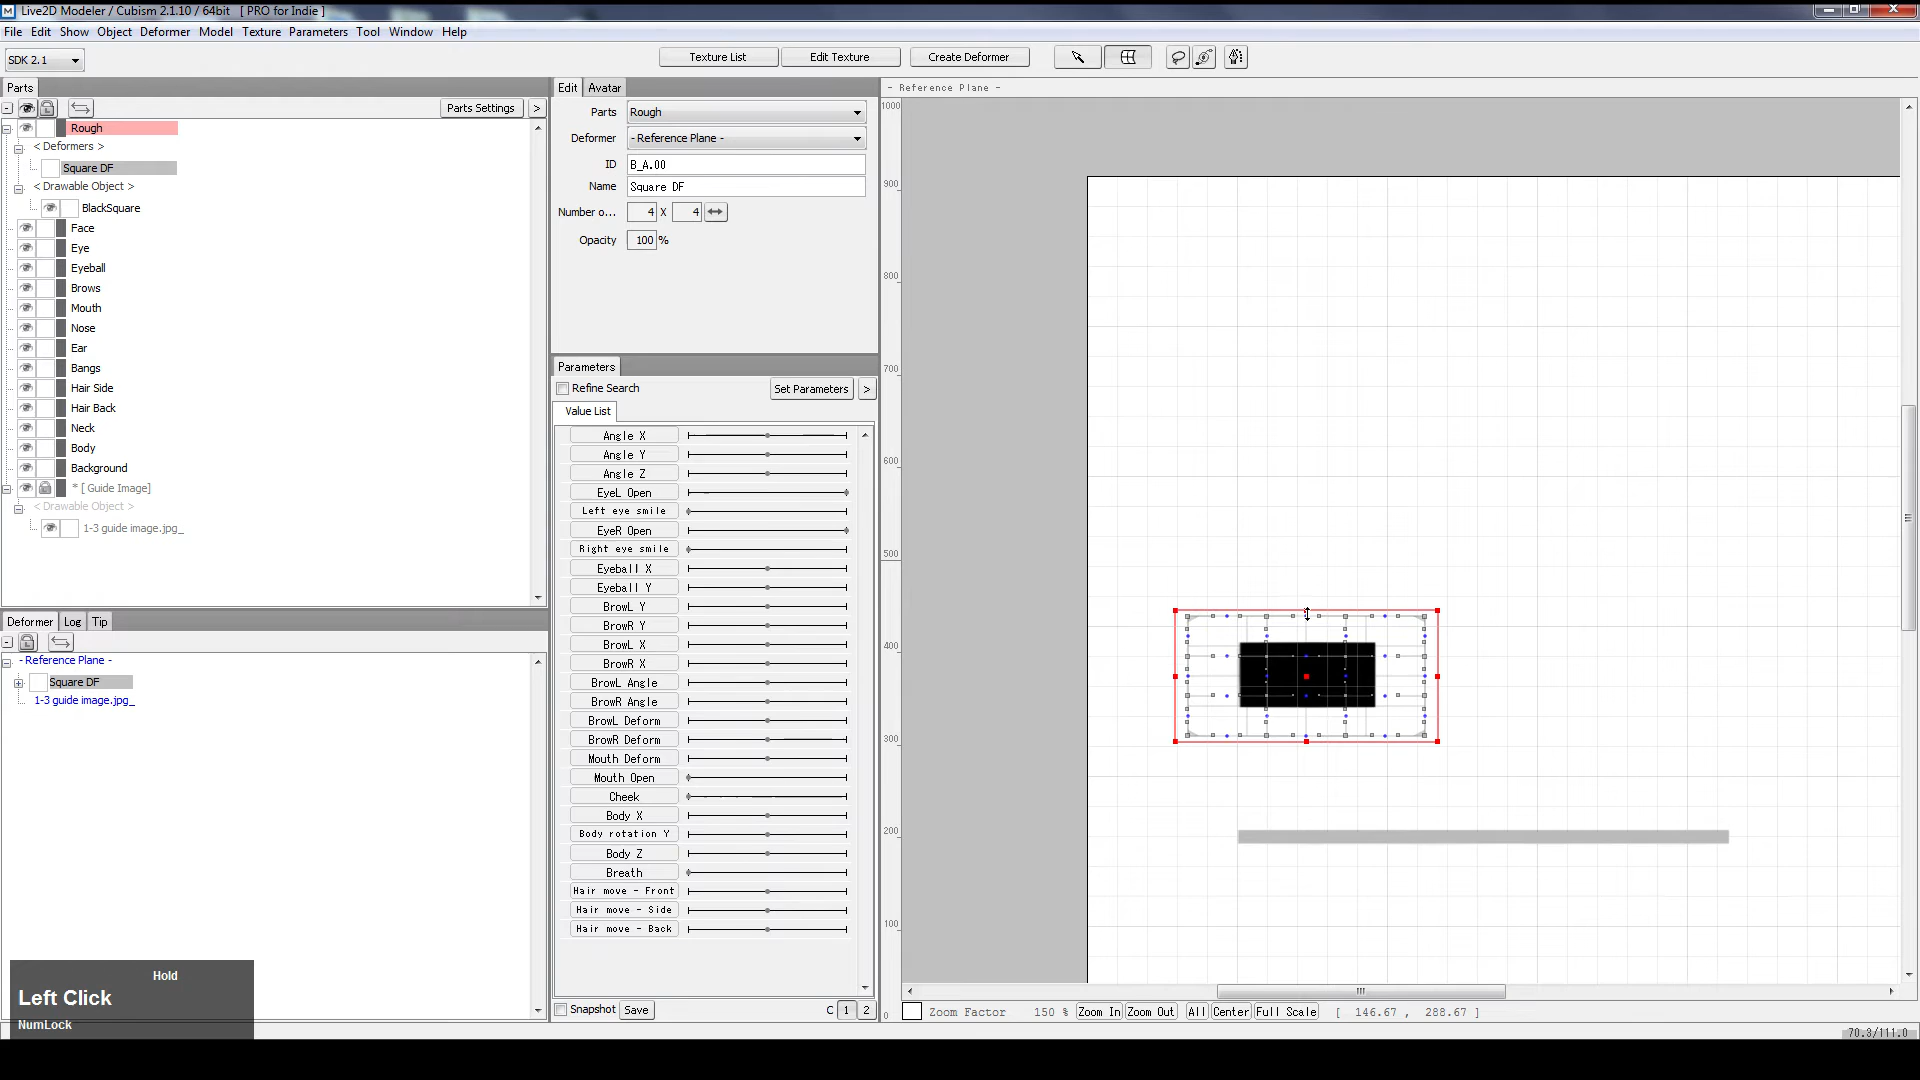 Live2D Modeler / Cubism 2.1.10 / 64bit   [ PRO for Indie ]
File Edit Show Object Deformer Model Texture Parameters Tool Window Help
SDK 2.1
Texture List Edit Texture Create Deformer
Parts
Parts Settings >
Rough
< Deformers >
Square DF
< Drawable Object >
BlackSquare
Face
Eye
Eyeball
Brows
Mouth
Nose
Ear
Bangs
Hair Side
Hair Back
Neck
Body
Background
* [ Guide Image]
< Drawable Object >
1-3 guide image.jpg_
Deformer Log Tip
- Reference Plane -
Square DF
1-3 guide image.jpg_
Hold
Left Click
NumLock
Edit Avatar
Parts Rough
Deformer - Reference Plane -
ID B_A.00
Name Square DF
Number o... 4 X 4
Opacity 100 %
Parameters
Refine Search Set Parameters >
Value List
Angle X
Angle Y
Angle Z
EyeL Open
Left eye smile
EyeR Open
Right eye smile
Eyeball X
Eyeball Y
BrowL Y
BrowR Y
BrowL X
BrowR X
BrowL Angle
BrowR Angle
BrowL Deform
BrowR Deform
Mouth Deform
Mouth Open
Cheek
Body X
Body rotation Y
Body Z
Breath
Hair move - Front
Hair move - Side
Hair move - Back
Snapshot Save C 1 2
- Reference Plane -
1000
900
800
700
600
500
400
300
200
100
0
Zoom Factor 150 % Zoom In Zoom Out All Center Full Scale [ 146.67 , 288.67 ]
70.3/111.0